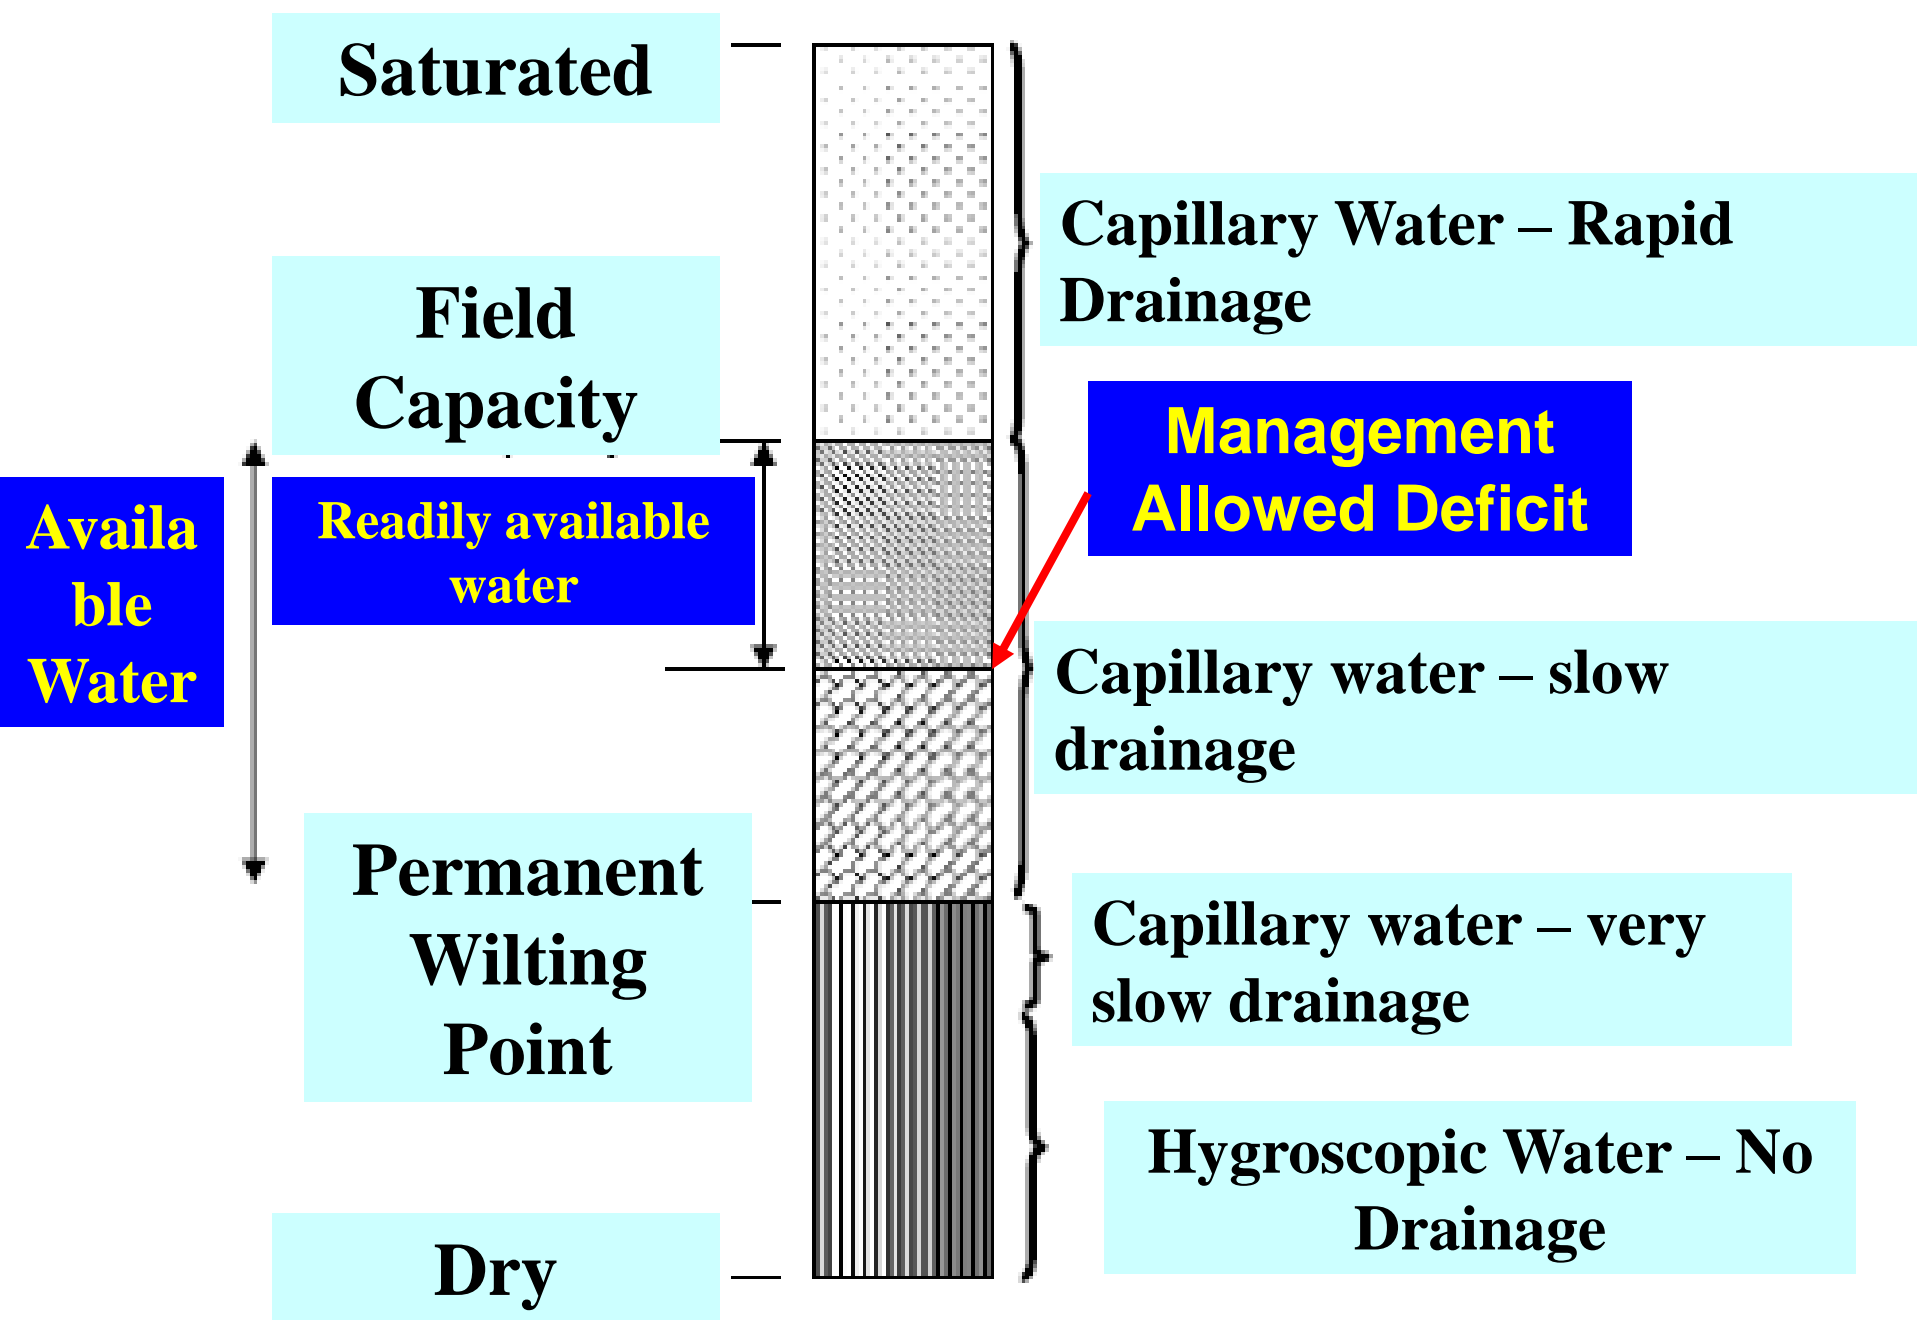 Saturated
Capillary Water – Rapid
Drainage
Field
Capacity
Management
Allowed Deficit
Availa
ble
Water
Readily available
water
Capillary water – slow
drainage
Permanent
Wilting
Point
Capillary water – very
slow drainage
Hygroscopic Water – No
Drainage
Dry